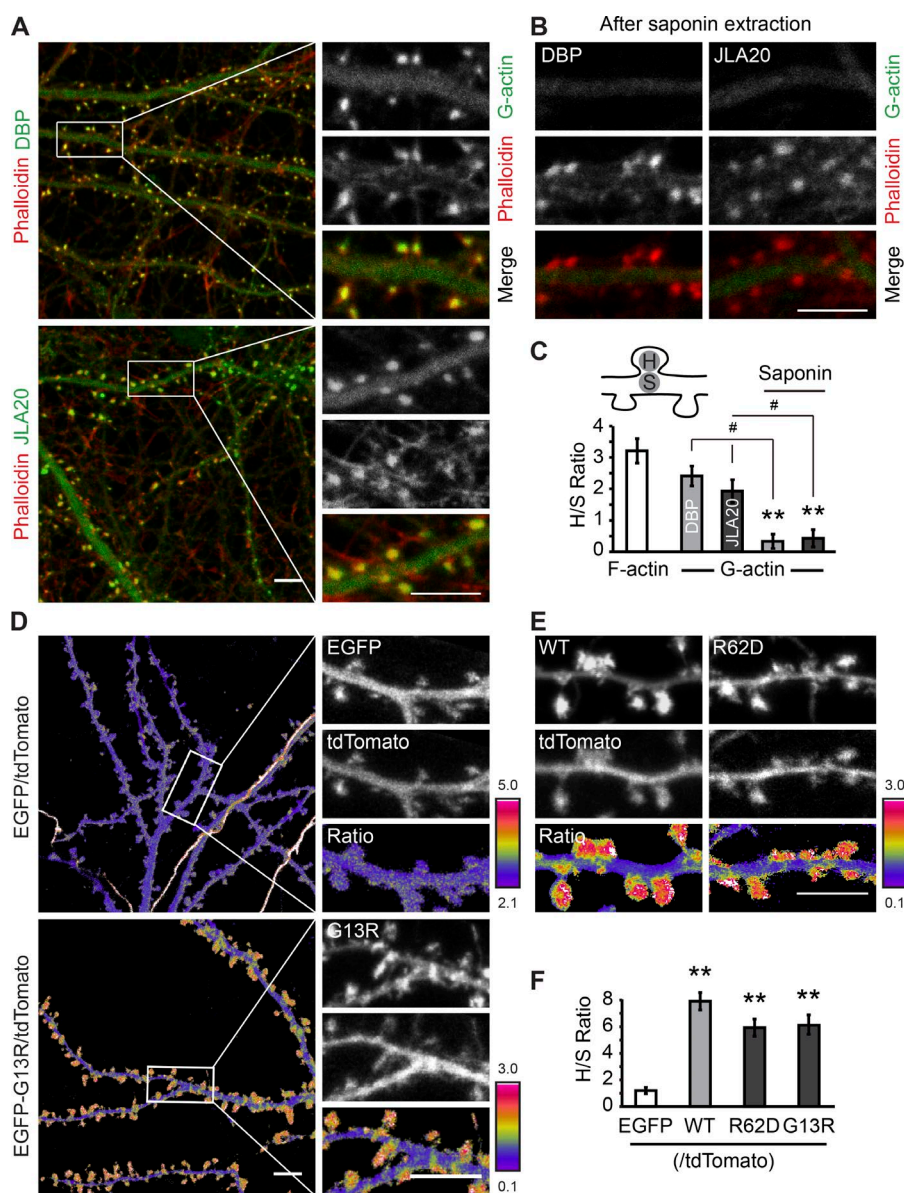 A
Phalloidin DBP
G-actin
Phalloidin
Merge
Phalloidin JLA20
B
After saponin extraction
DBP
JLA20
G-actin
Phalloidin
C
H
S
Saponin
#
#
H/S Ratio
4
3
2
1
0
DBP
JLA20
**
**
F-actin
G-actin
D
EGFP/tdTomato
EGFP
tdTomato
Ratio
5.0
2.1
EGFP-G13R/tdTomato
G13R
3.0
0.1
E
WT
R62D
tdTomato
Ratio
3.0
0.1
F
H/S Ratio
8
6
4
2
0
**
**
**
EGFP WT R62D G13R
(/tdTomato)